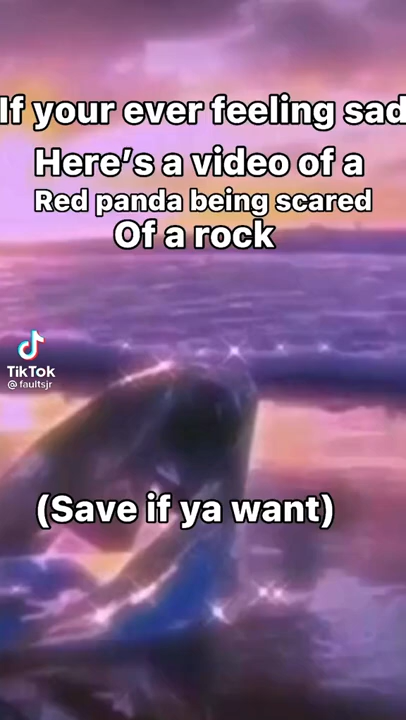 If your ever feeling sad
Here's a video of a
Red panda being scared
Of a rock
TikTok
@faultsjr
(Save if ya want)